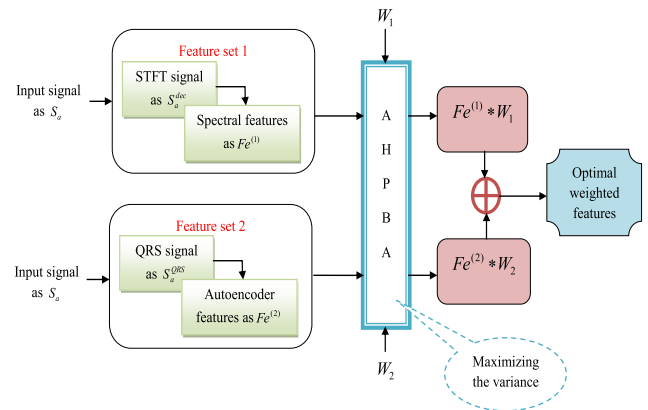 W₁
Feature set 1
STFT signal
as Sₐᵈᵉᶜ
Spectral features
as Fe⁽¹⁾
Input signal
as Sₐ
A
H
P
B
A
Fe⁽¹⁾ * W₁
Optimal
weighted
features
Feature set 2
QRS signal
as Sₐ^QRS
Autoencoder
features as Fe⁽²⁾
Input signal
as Sₐ
Fe⁽²⁾ * W₂
W₂
Maximizing
the variance